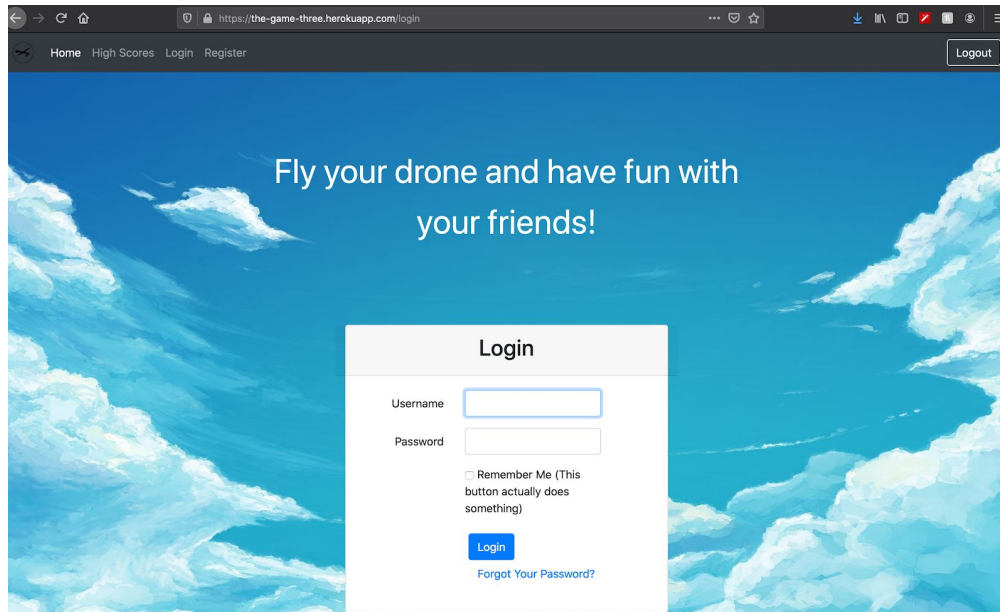 https://the-game-three.herokuapp.com/login
Home High Scores Login Register Logout
Fly your drone and have fun with
your friends!
Login
Username
Password
Remember Me (This
button actually does
something)
Login
Forgot Your Password?